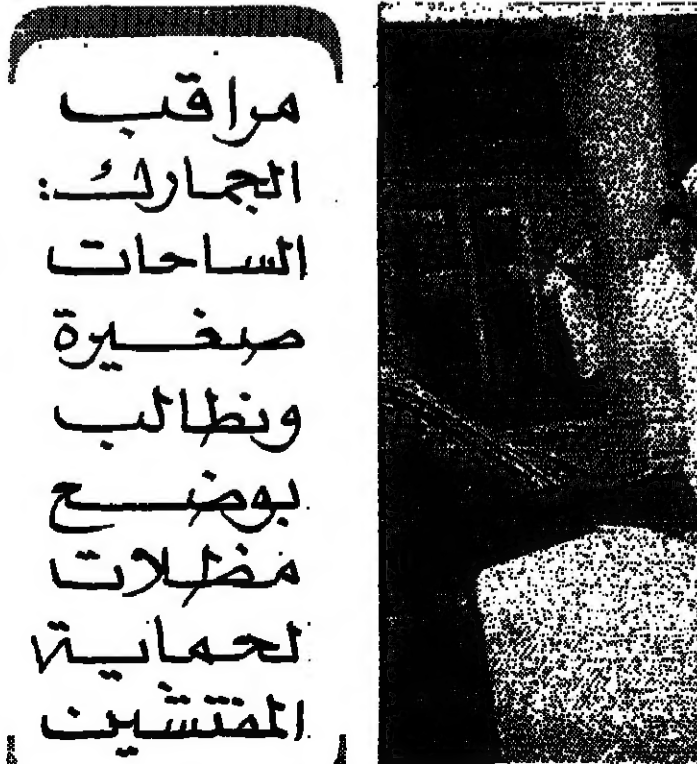 مراقب
الجمارك:
الساحات
صغيرة
ونطالب
بوضع
مظلات
لحماية
المفتشين